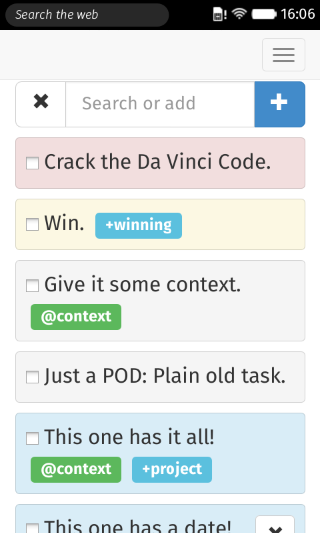 Search the web 16:06
Search or add
Crack the Da Vinci Code.
Win. +winning
Give it some context.
@context
Just a POD: Plain old task.
This one has it all!
@context +project
This one has a date!